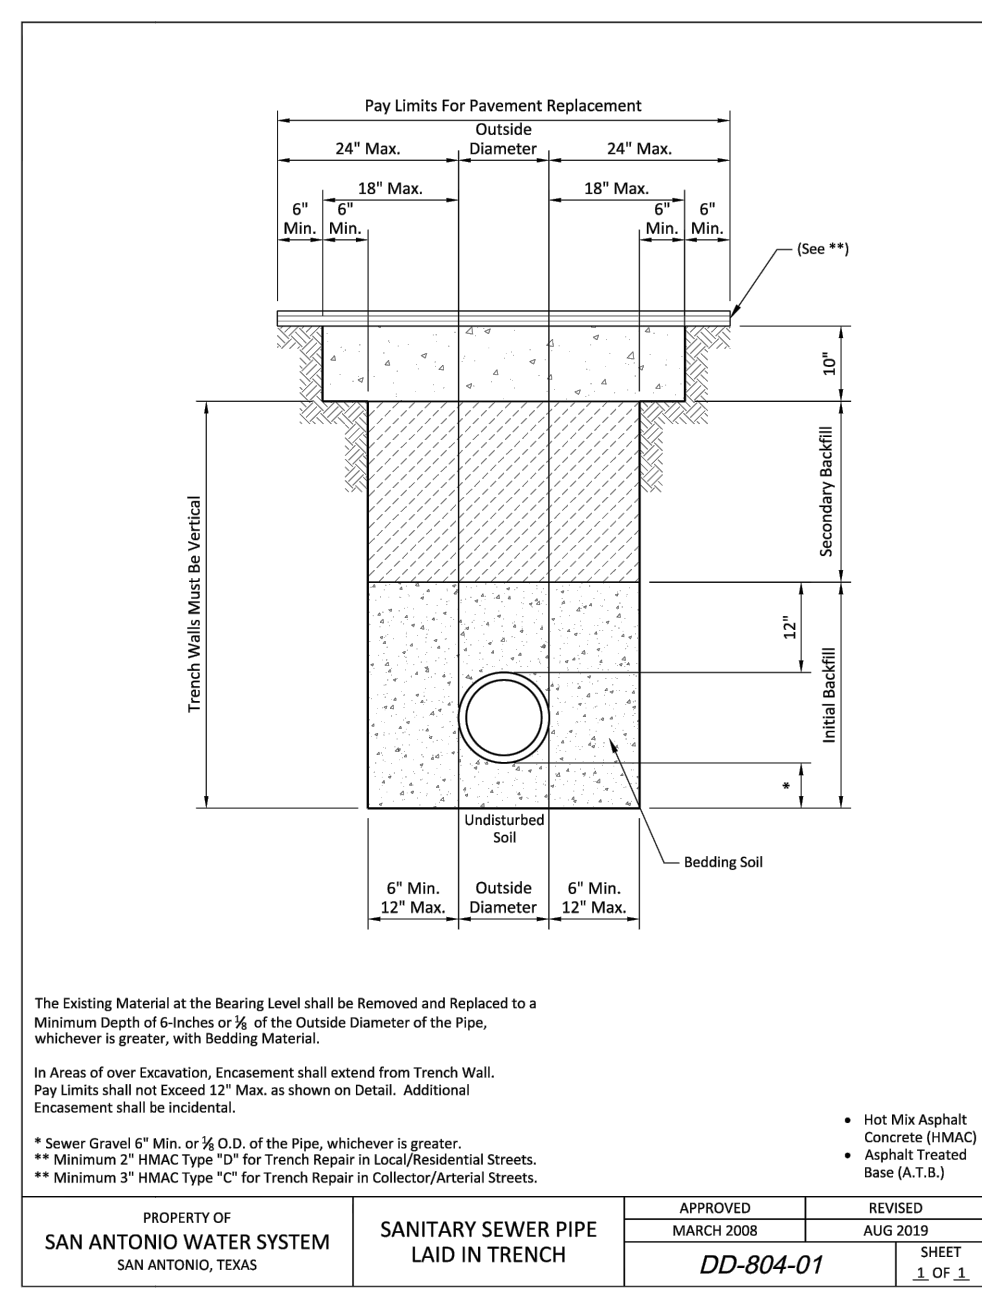 Pay Limits For Pavement Replacement
24" Max.
Outside
Diameter
24" Max.
18" Max.
18" Max.
6"
Min.
6"
Min.
6"
Min.
6"
Min.
(See **)
10"
Secondary Backfill
Trench Walls Must Be Vertical
12"
Initial Backfill
*
Undisturbed
Soil
Bedding Soil
6" Min.
12" Max.
Outside
Diameter
6" Min.
12" Max.
The Existing Material at the Bearing Level shall be Removed and Replaced to a
Minimum Depth of 6-Inches or ⅛ of the Outside Diameter of the Pipe,
whichever is greater, with Bedding Material.
In Areas of over Excavation, Encasement shall extend from Trench Wall.
Pay Limits shall not Exceed 12" Max. as shown on Detail. Additional
Encasement shall be incidental.
* Sewer Gravel 6" Min. or ⅛ O.D. of the Pipe, whichever is greater.
** Minimum 2" HMAC Type "D" for Trench Repair in Local/Residential Streets.
** Minimum 3" HMAC Type "C" for Trench Repair in Collector/Arterial Streets.
• Hot Mix Asphalt
Concrete (HMAC)
• Asphalt Treated
Base (A.T.B.)
PROPERTY OF
SAN ANTONIO WATER SYSTEM
SAN ANTONIO, TEXAS
SANITARY SEWER PIPE
LAID IN TRENCH
APPROVED
MARCH 2008
REVISED
AUG 2019
DD-804-01
SHEET
1 OF 1